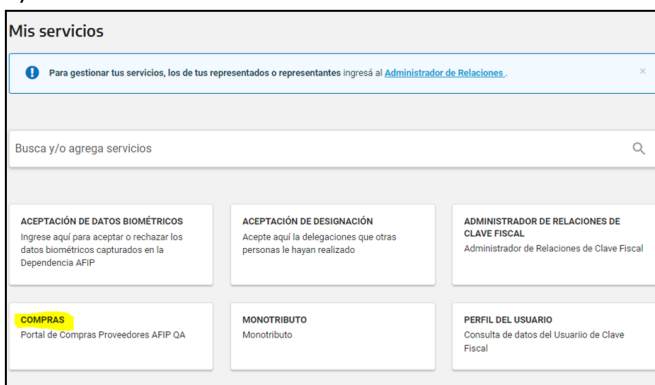 Mis servicios
Para gestionar tus servicios, los de tus representados o representantes ingresá al Administrador de Relaciones .
Busca y/o agrega servicios
ACEPTACIÓN DE DATOS BIOMÉTRICOS
Ingrese aquí para aceptar o rechazar los
datos biométricos capturados en la
Dependencia AFIP
ACEPTACIÓN DE DESIGNACIÓN
Acepte aquí la delegaciones que otras
personas le hayan realizado
ADMINISTRADOR DE RELACIONES DE
CLAVE FISCAL
Administrador de Relaciones de Clave Fiscal
COMPRAS
Portal de Compras Proveedores AFIP QA
MONOTRIBUTO
Monotributo
PERFIL DEL USUARIO
Consulta de datos del Usuariio de Clave
Fiscal